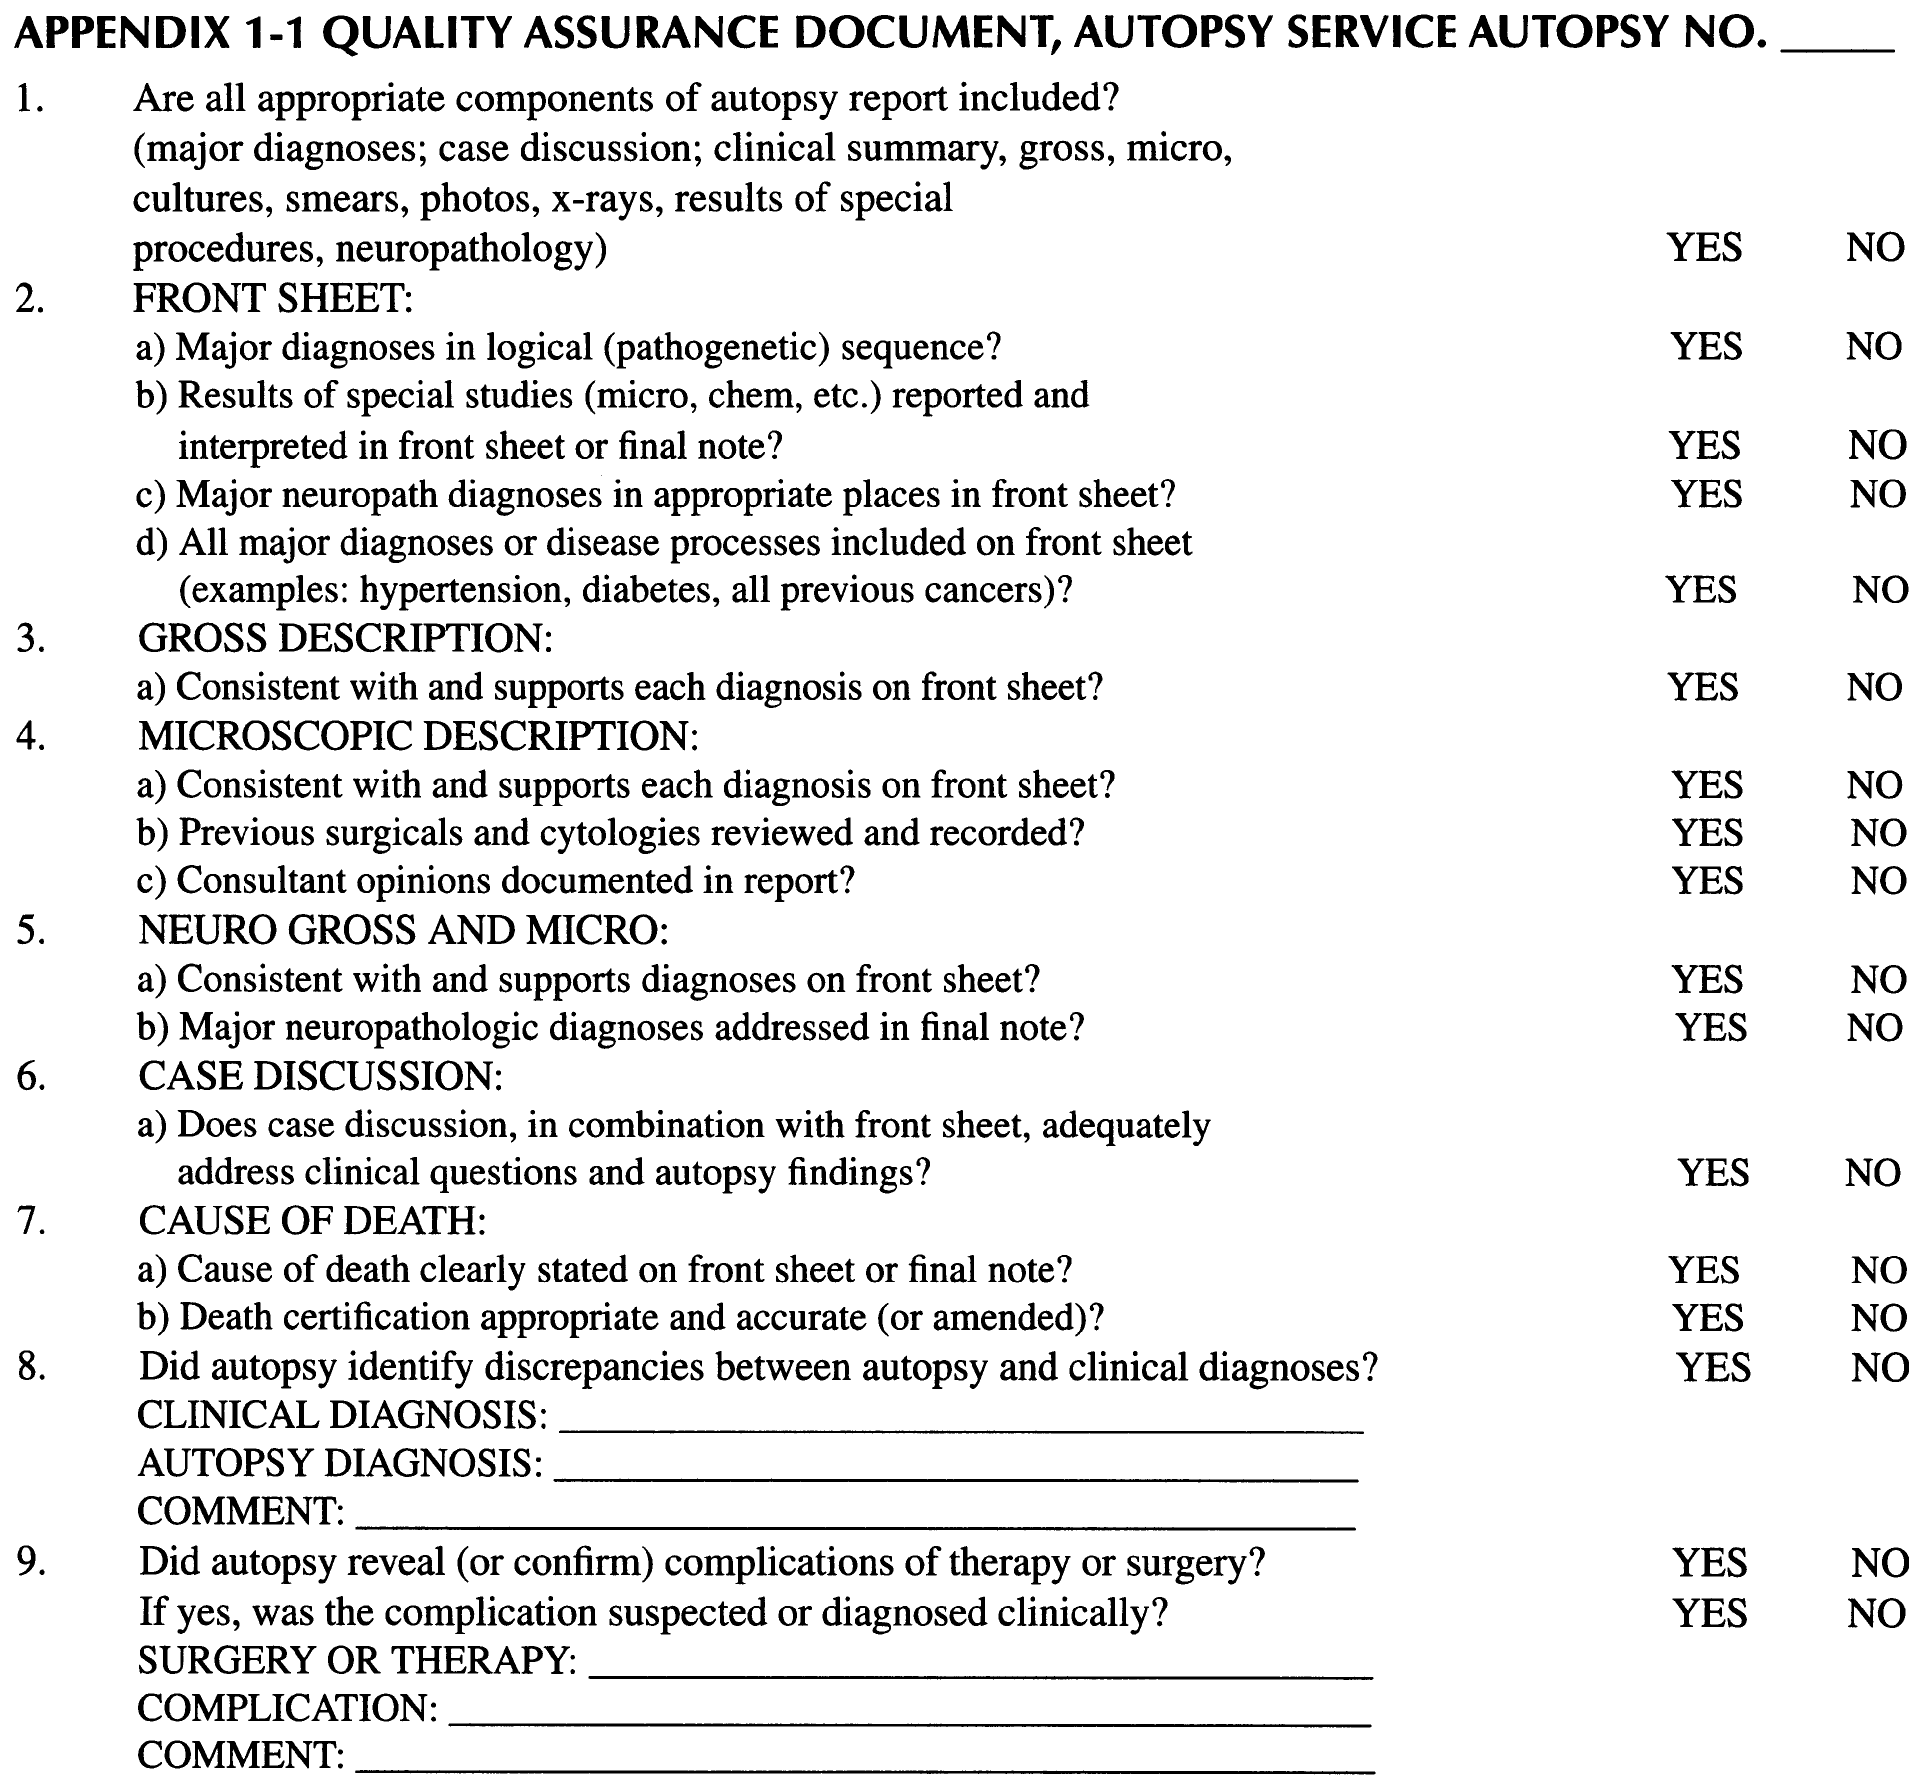 APPENDIX 1-1 QUALITY ASSURANCE DOCUMENT, AUTOPSY SERVICE AUTOPSY NO. _____
1. Are all appropriate components of autopsy report included?
(major diagnoses; case discussion; clinical summary, gross, micro,
cultures, smears, photos, x-rays, results of special
procedures, neuropathology) YES NO
2. FRONT SHEET:
a) Major diagnoses in logical (pathogenetic) sequence? YES NO
b) Results of special studies (micro, chem, etc.) reported and
interpreted in front sheet or final note? YES NO
c) Major neuropath diagnoses in appropriate places in front sheet? YES NO
d) All major diagnoses or disease processes included on front sheet
(examples: hypertension, diabetes, all previous cancers)? YES NO
3. GROSS DESCRIPTION:
a) Consistent with and supports each diagnosis on front sheet? YES NO
4. MICROSCOPIC DESCRIPTION:
a) Consistent with and supports each diagnosis on front sheet? YES NO
b) Previous surgicals and cytologies reviewed and recorded? YES NO
c) Consultant opinions documented in report? YES NO
5. NEURO GROSS AND MICRO:
a) Consistent with and supports diagnoses on front sheet? YES NO
b) Major neuropathologic diagnoses addressed in final note? YES NO
6. CASE DISCUSSION:
a) Does case discussion, in combination with front sheet, adequately
address clinical questions and autopsy findings? YES NO
7. CAUSE OF DEATH:
a) Cause of death clearly stated on front sheet or final note? YES NO
b) Death certification appropriate and accurate (or amended)? YES NO
8. Did autopsy identify discrepancies between autopsy and clinical diagnoses? YES NO
CLINICAL DIAGNOSIS: _____
AUTOPSY DIAGNOSIS: _____
COMMENT: _____
9. Did autopsy reveal (or confirm) complications of therapy or surgery? YES NO
If yes, was the complication suspected or diagnosed clinically? YES NO
SURGERY OR THERAPY: _____
COMPLICATION: _____
COMMENT: _____